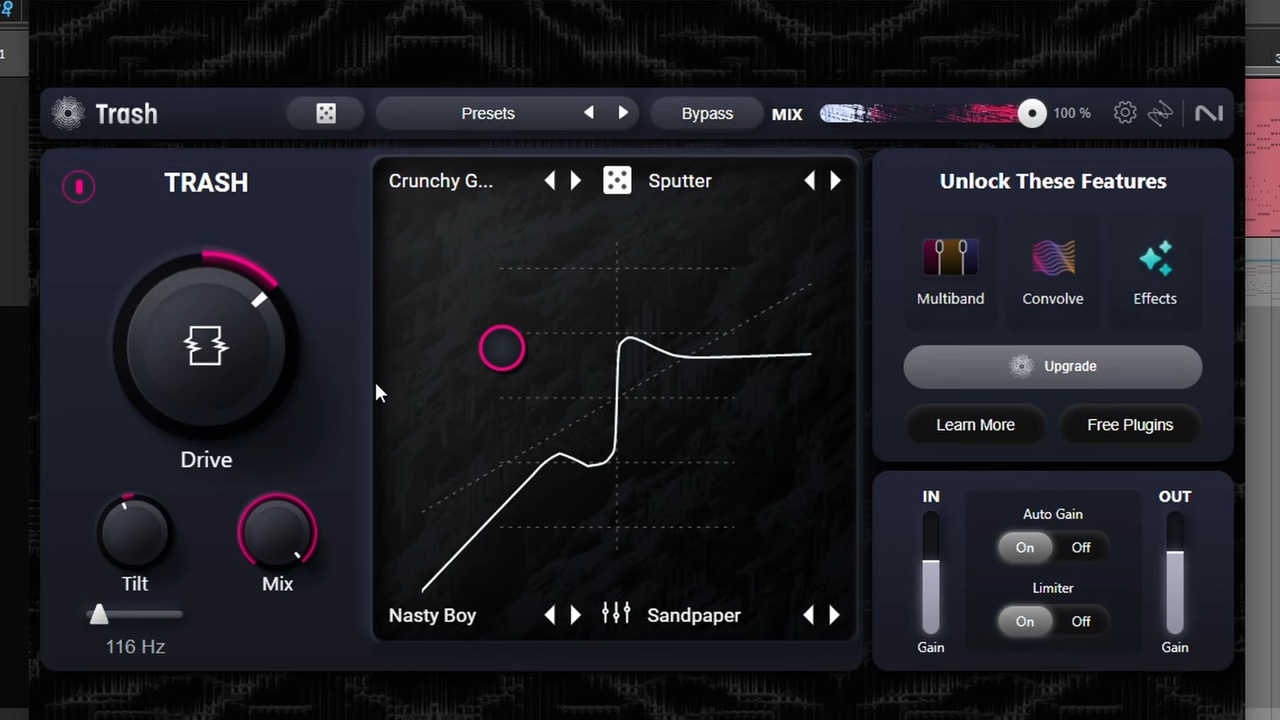 Trash
Presets
Bypass
MIX
100 %
TRASH
Crunchy G...
Sputter
Unlock These Features
Multiband
Convolve
Effects
Upgrade
Learn More
Free Plugins
Drive
Tilt
Mix
116 Hz
Nasty Boy
Sandpaper
IN
OUT
Auto Gain
On
Off
Limiter
On
Off
Gain
Gain
1